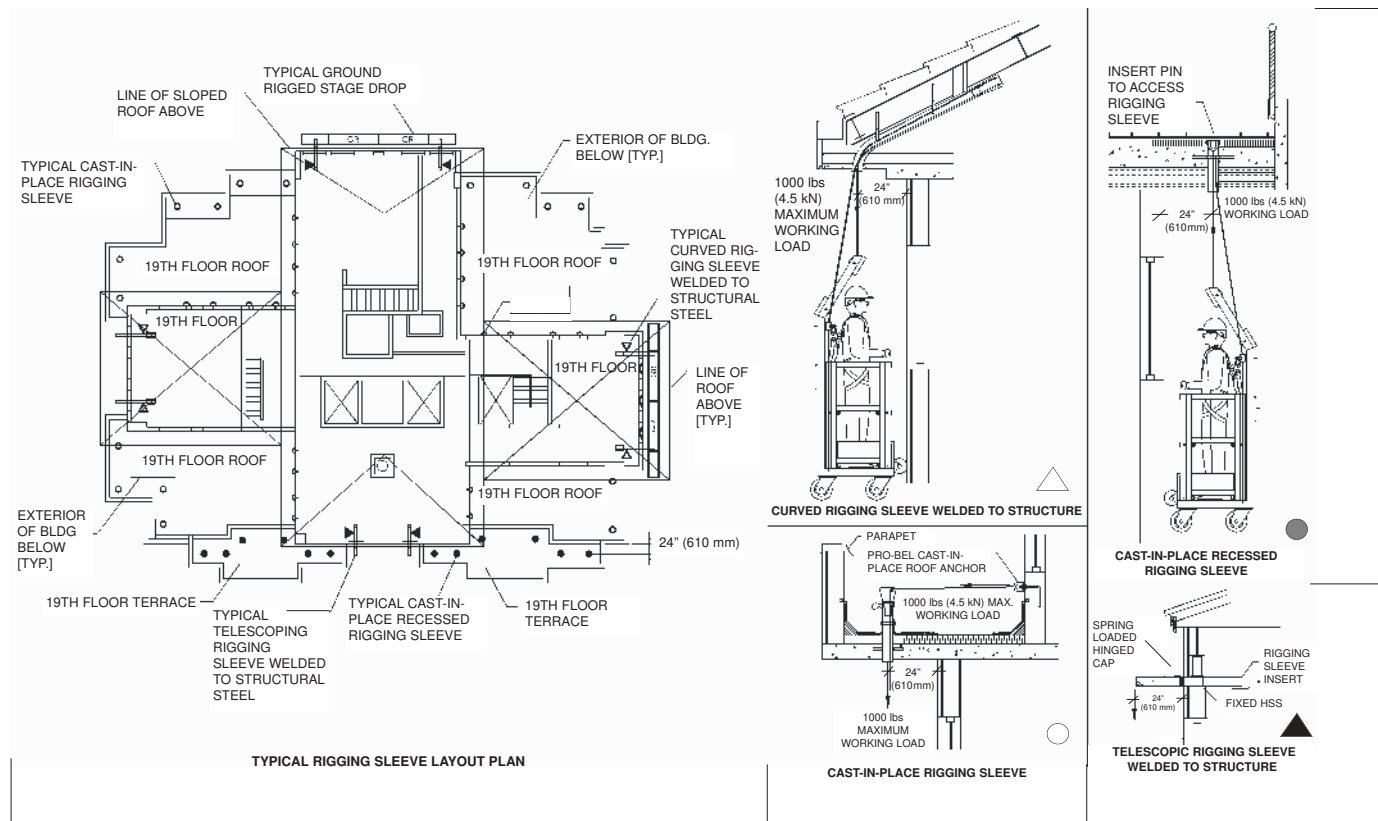 TYPICAL GROUND
RIGGED STAGE DROP
LINE OF SLOPED
ROOF ABOVE
EXTERIOR OF BLDG.
BELOW [TYP.]
TYPICAL CAST-IN-
PLACE RIGGING
SLEEVE
TYPICAL
CURVED RIG-
GING SLEEVE
WELDED TO
STRUCTURAL
STEEL
19TH FLOOR ROOF
19TH FLOOR ROOF
19TH FLOOR
19TH FLOOR
LINE OF
ROOF
ABOVE
[TYP.]
19TH FLOOR ROOF
19TH FLOOR ROOF
EXTERIOR
OF BLDG
BELOW
[TYP.]
24" (610 mm)
19TH FLOOR TERRACE
TYPICAL
TELESCOPING
RIGGING
SLEEVE WELDED
TO STRUCTURAL
STEEL
TYPICAL CAST-IN-
PLACE RECESSED
RIGGING SLEEVE
19TH FLOOR
TERRACE
TYPICAL RIGGING SLEEVE LAYOUT PLAN
1000 lbs
(4.5 kN)
MAXIMUM
WORKING
LOAD
24"
(610 mm)
CURVED RIGGING SLEEVE WELDED TO STRUCTURE
PARAPET
PRO-BEL CAST-IN-
PLACE ROOF ANCHOR
1000 lbs (4.5 kN) MAX.
WORKING LOAD
24"
(610mm)
1000 lbs
MAXIMUM
WORKING LOAD
CAST-IN-PLACE RIGGING SLEEVE
INSERT PIN
TO ACCESS
RIGGING
SLEEVE
1000 lbs (4.5 kN)
WORKING LOAD
24"
(610mm)
CAST-IN-PLACE RECESSED
RIGGING SLEEVE
SPRING
LOADED
HINGED
CAP
RIGGING
SLEEVE
INSERT
24"
(610 mm)
FIXED HSS
TELESCOPIC RIGGING SLEEVE
WELDED TO STRUCTURE